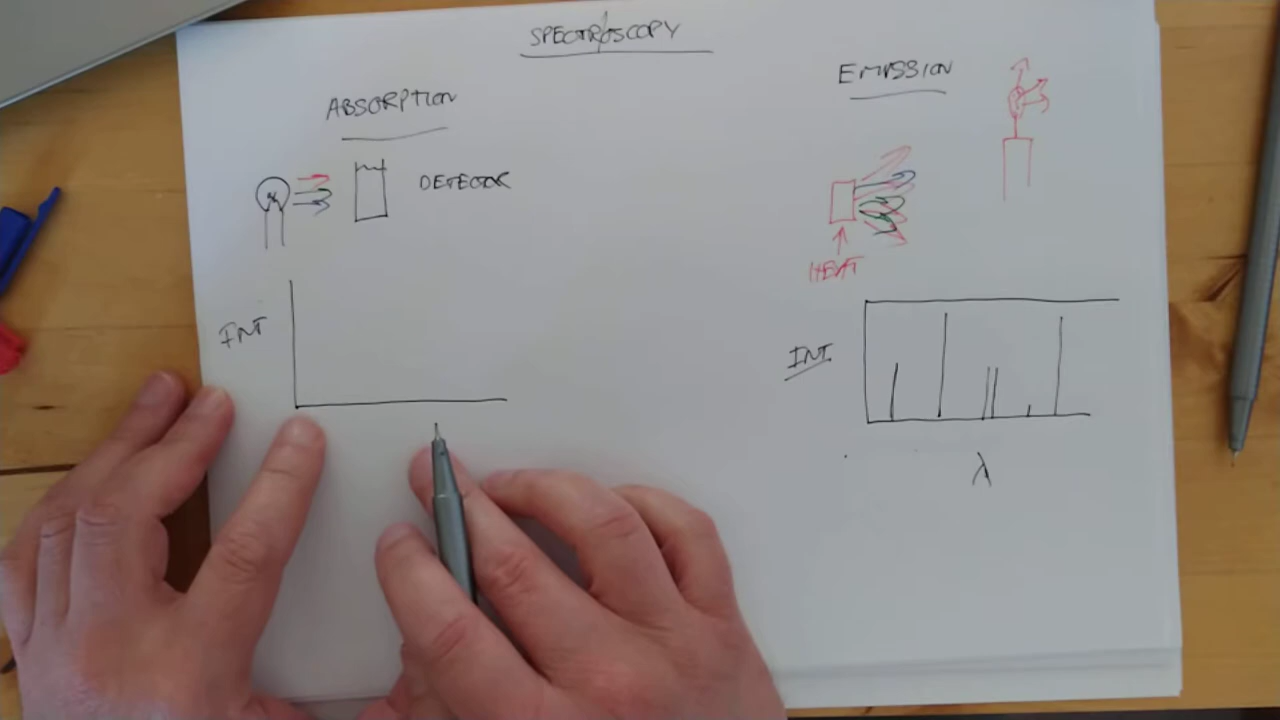 SPECTROSCOPY
ABSORPTION
DETECTOR
INT
EMISSION
HEAT
INT.
λ